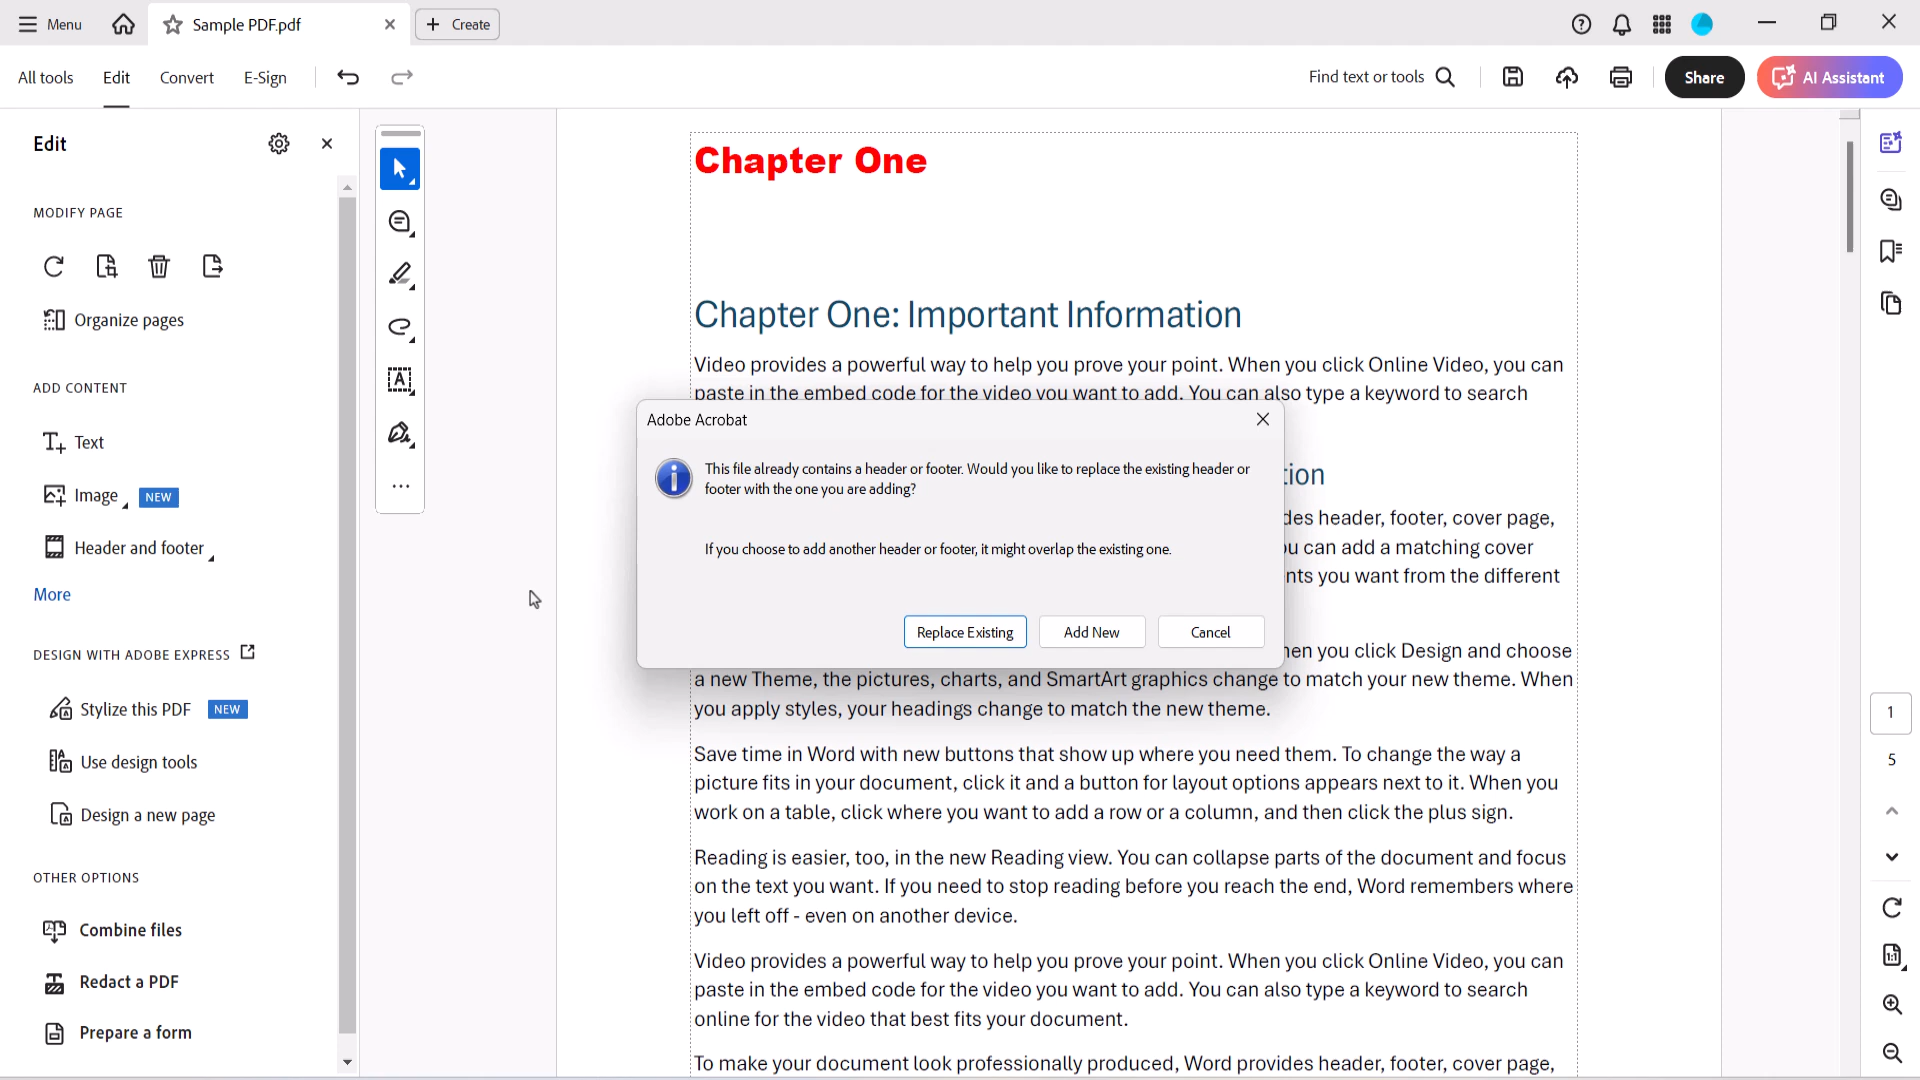 Menu
Sample PDF.pdf
Create
All tools
Edit
Convert
E-Sign
Find text or tools
Share
AI Assistant
Edit
MODIFY PAGE
Organize pages
ADD CONTENT
Text
Image NEW
Header and footer
More
DESIGN WITH ADOBE EXPRESS
Stylize this PDF NEW
Use design tools
Design a new page
OTHER OPTIONS
Combine files
Redact a PDF
Prepare a form
Chapter One
Chapter One: Important Information
Video provides a powerful way to help you prove your point. When you click Online Video, you can
paste in the embed code for the video you want to add. You can also type a keyword to search
Adobe Acrobat
This file already contains a header or footer. Would you like to replace the existing header or
footer with the one you are adding?
If you choose to add another header or footer, it might overlap the existing one.
Replace Existing
Add New
Cancel
tion
des header, footer, cover page,
u can add a matching cover
nts you want from the different
en you click Design and choose
a new Theme, the pictures, charts, and SmartArt graphics change to match your new theme. When
you apply styles, your headings change to match the new theme.
Save time in Word with new buttons that show up where you need them. To change the way a
picture fits in your document, click it and a button for layout options appears next to it. When you
work on a table, click where you want to add a row or a column, and then click the plus sign.
Reading is easier, too, in the new Reading view. You can collapse parts of the document and focus
on the text you want. If you need to stop reading before you reach the end, Word remembers where
you left off - even on another device.
Video provides a powerful way to help you prove your point. When you click Online Video, you can
paste in the embed code for the video you want to add. You can also type a keyword to search
online for the video that best fits your document.
To make your document look professionally produced, Word provides header, footer, cover page,
1
5